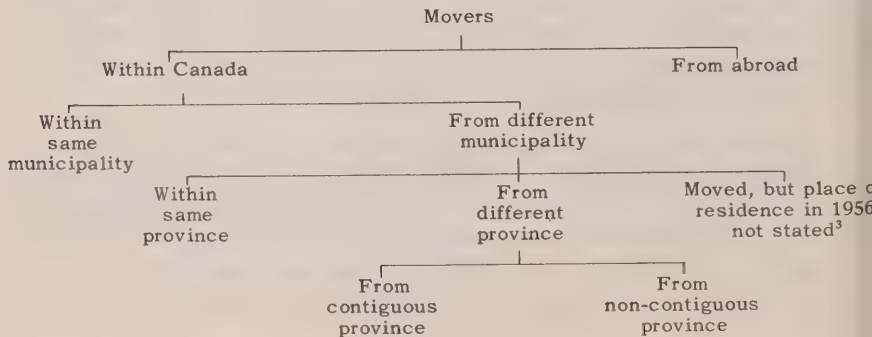 Movers
Within Canada
From abroad
Within
same
municipality
From different
municipality
Within
same
province
From
different
province
Moved, but place
residence in 1956
not stated³
From
contiguous
province
From
non-contiguous
province